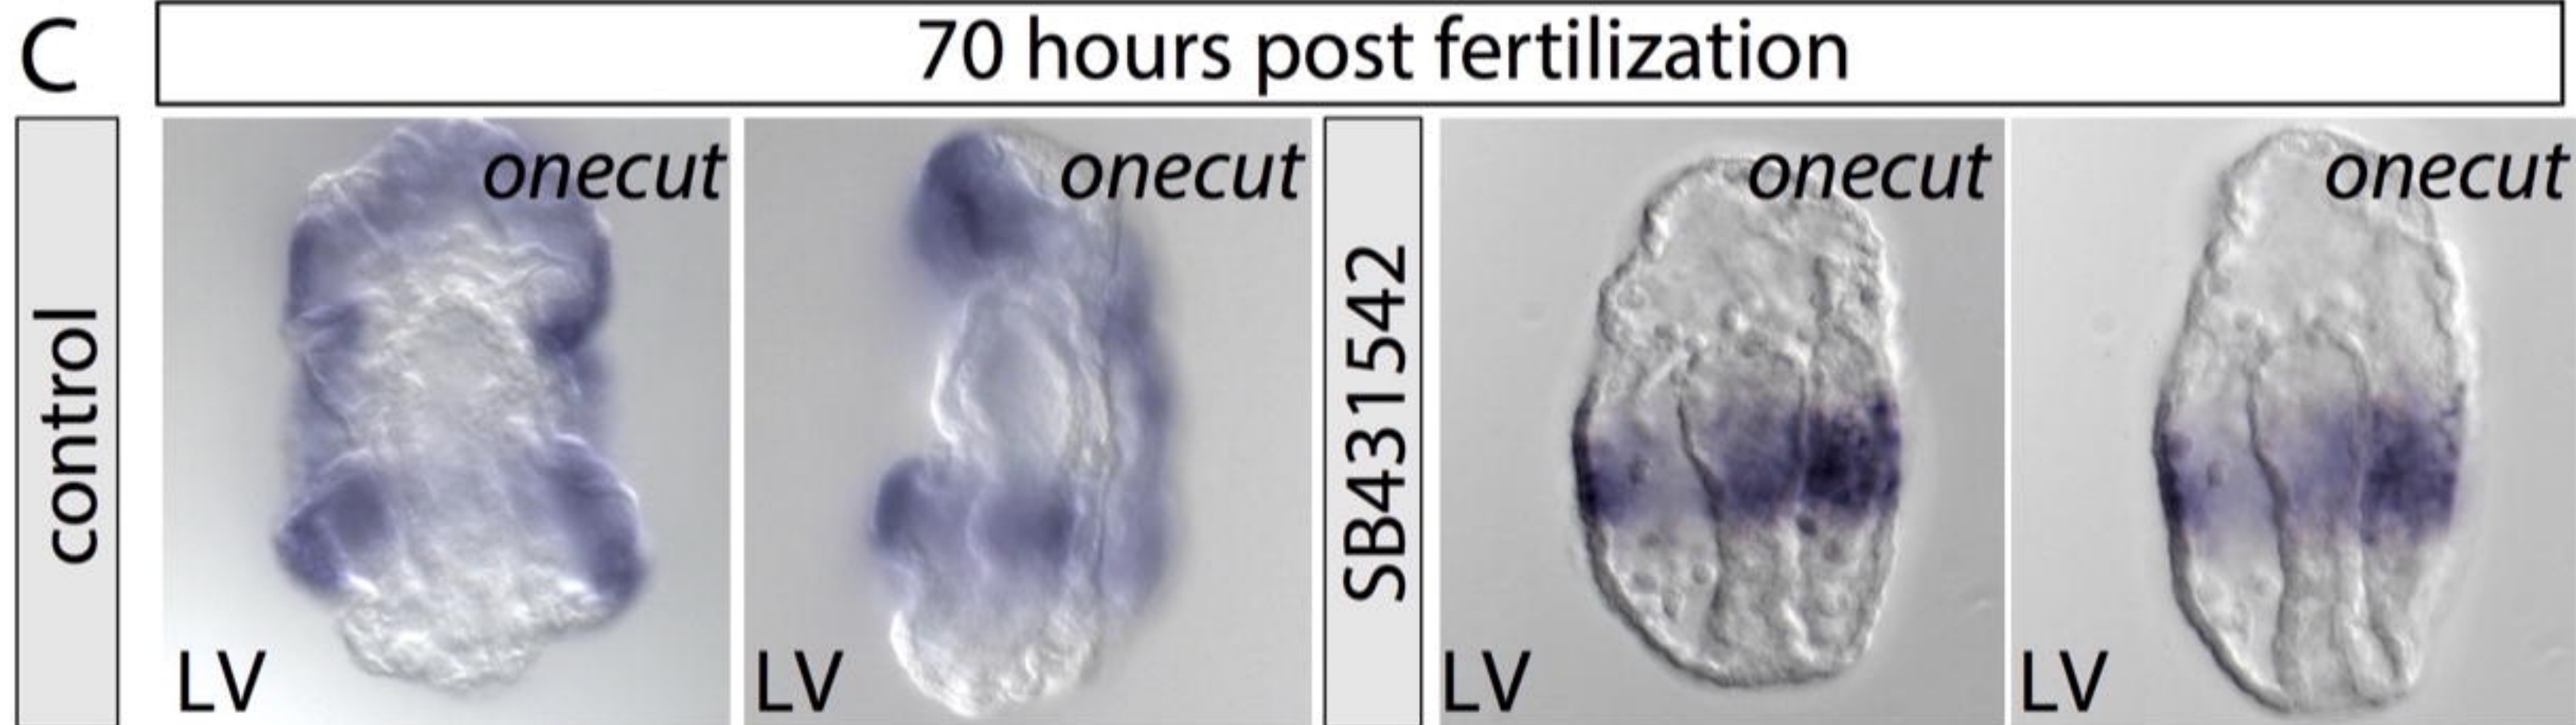 C
70 hours post fertilization
control
onecut
LV
onecut
LV
SB431542
onecut
LV
onecut
LV